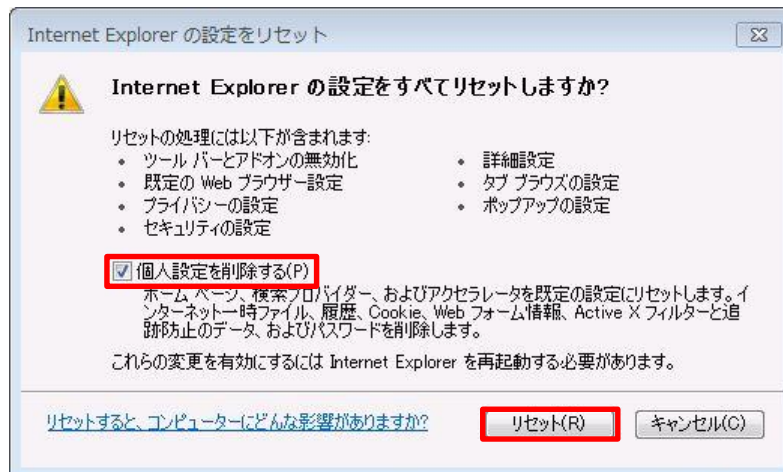 Internet Explorer の設定をリセット
Internet Explorer の設定をすべてリセットしますか?
リセットの処理には以下が含まれます:
• ツール バーとアドオンの無効化
• 既定の Web ブラウザー設定
• プライバシーの設定
• セキュリティの設定
• 詳細設定
• タブ ブラウズの設定
• ポップアップの設定
個人設定を削除する(P)
ホーム ページ、検索プロバイダー、およびアクセラレータを既定の設定にリセットします。イ
ンターネット一時ファイル、履歴、Cookie、Web フォーム情報、Active X フィルターと追
跡防止のデータ、およびパスワードを削除します。
これらの変更を有効にするには Internet Explorer を再起動する必要があります。
リセットすると、コンピューターにどんな影響がありますか?
リセット(R)
キャンセル(C)